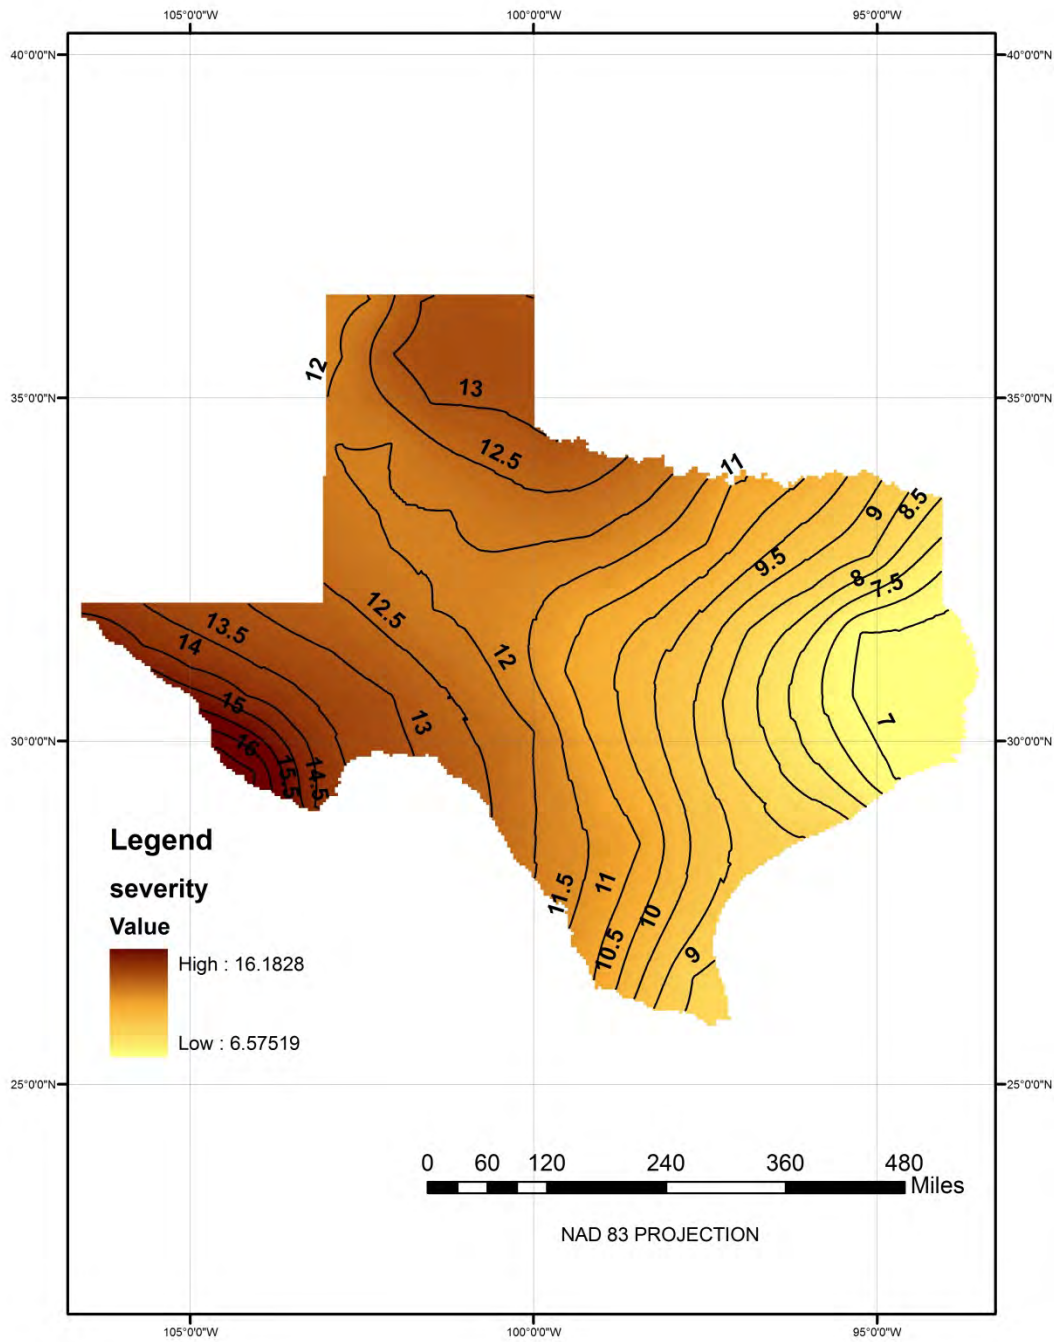 105°0'0"W 100°0'0"W 95°0'0"W
40°0'0"N 40°0'0"N
12
13
35°0'0"N 35°0'0"N
12.5
11
9
8.5
9.5
8
7.5
12.5
13.5
14
12
15
13
7
30°0'0"N 30°0'0"N
16
15.5
14.5
Legend
severity
Value
High : 16.1828
Low : 6.57519
11.5
11
10
10.5
9
25°0'0"N 25°0'0"N
0 60 120 240 360 480
Miles
NAD 83 PROJECTION
105°0'0"W 100°0'0"W 95°0'0"W